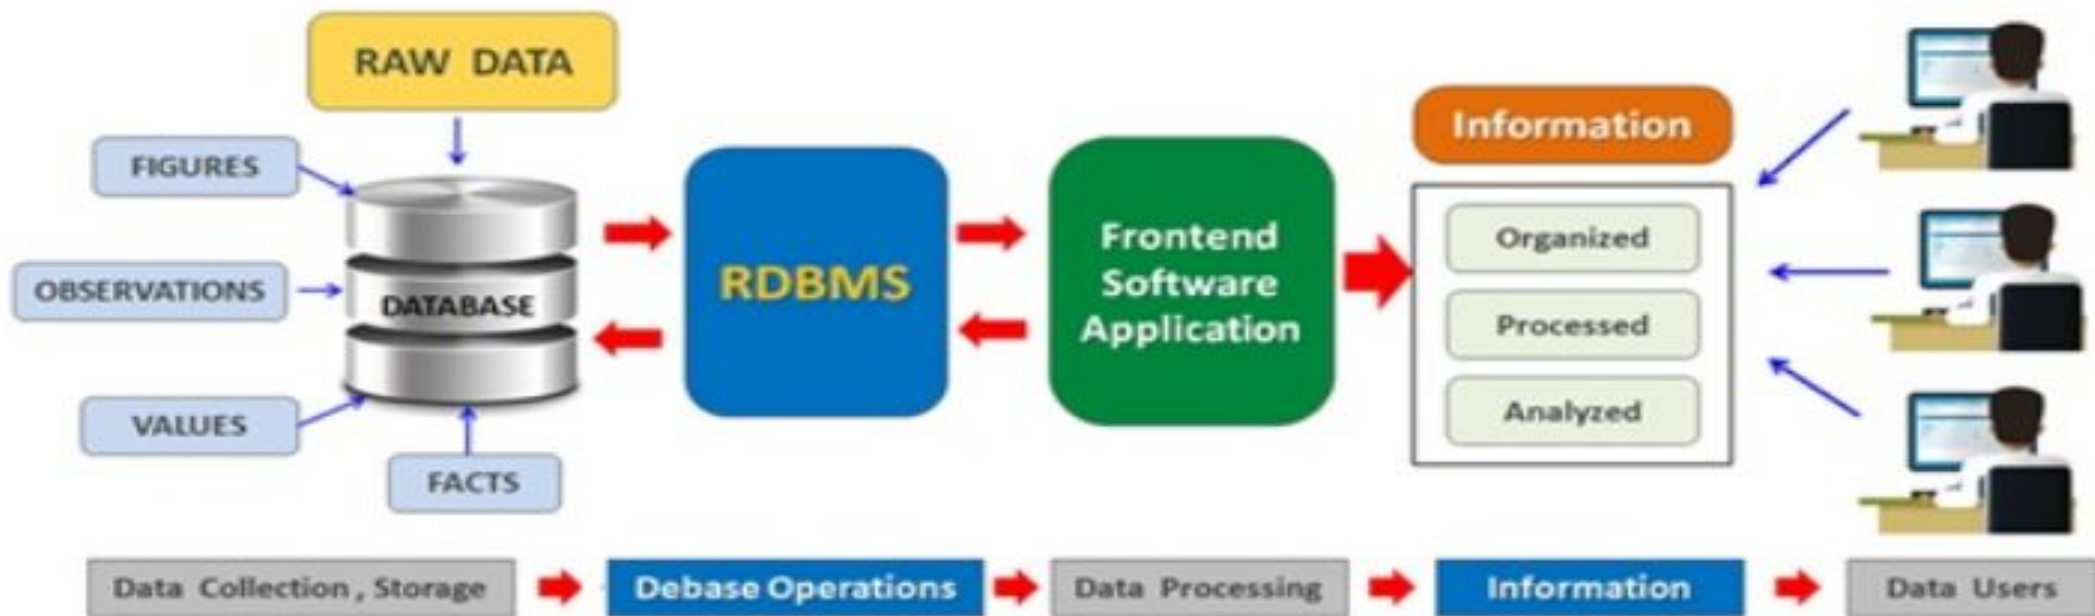 RAW DATA
FIGURES
OBSERVATIONS
VALUES
FACTS
DATABASE
RDBMS
Frontend
Software
Application
Information
Organized
Processed
Analyzed
Data Collection , Storage
Debase Operations
Data Processing
Information
Data Users